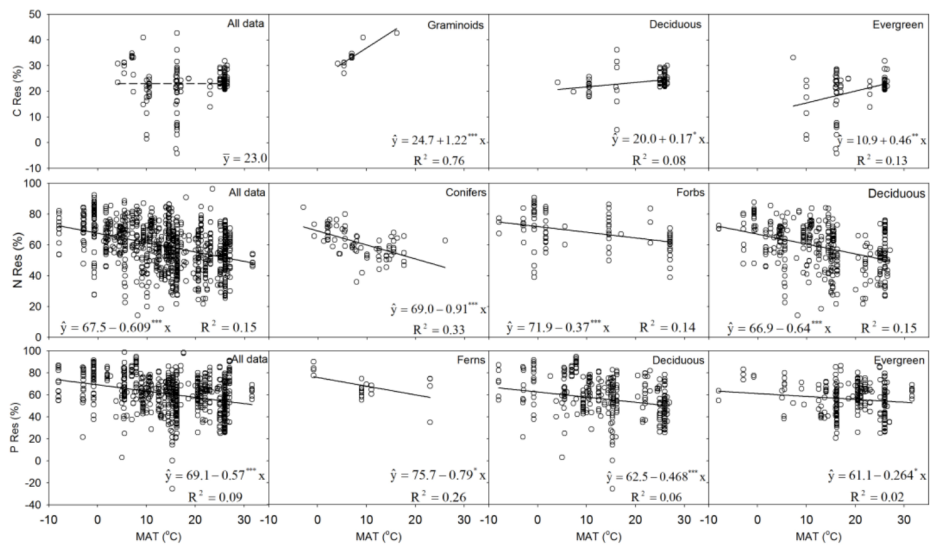 All data
Graminoids
Deciduous
Evergreen
C Res (%)
50
40
30
20
10
0
-10
ȳ = 23.0
ŷ = 24.7 + 1.22*** x
R² = 0.76
ŷ = 20.0 + 0.17* x
R² = 0.08
ŷ = 10.9 + 0.46** x
R² = 0.13
All data
Conifers
Forbs
Deciduous
N Res (%)
100
80
60
40
20
0
ŷ = 67.5 − 0.609*** x R² = 0.15
ŷ = 69.0 − 0.91*** x
R² = 0.33
ŷ = 71.9 − 0.37*** x R² = 0.14
ŷ = 66.9 − 0.64*** x R² = 0.15
All data
Ferns
Deciduous
Evergreen
P Res (%)
100
80
60
40
20
0
-20
-40
ŷ = 69.1 − 0.57*** x
R² = 0.09
ŷ = 75.7 − 0.79* x
R² = 0.26
ŷ = 62.5 − 0.468*** x
R² = 0.06
ŷ = 61.1 − 0.264* x
R² = 0.02
-10 0 10 20 30
-10 0 10 20 30
-10 0 10 20 30
-10 0 10 20 30
MAT (°C)
MAT (°C)
MAT (°C)
MAT (°C)